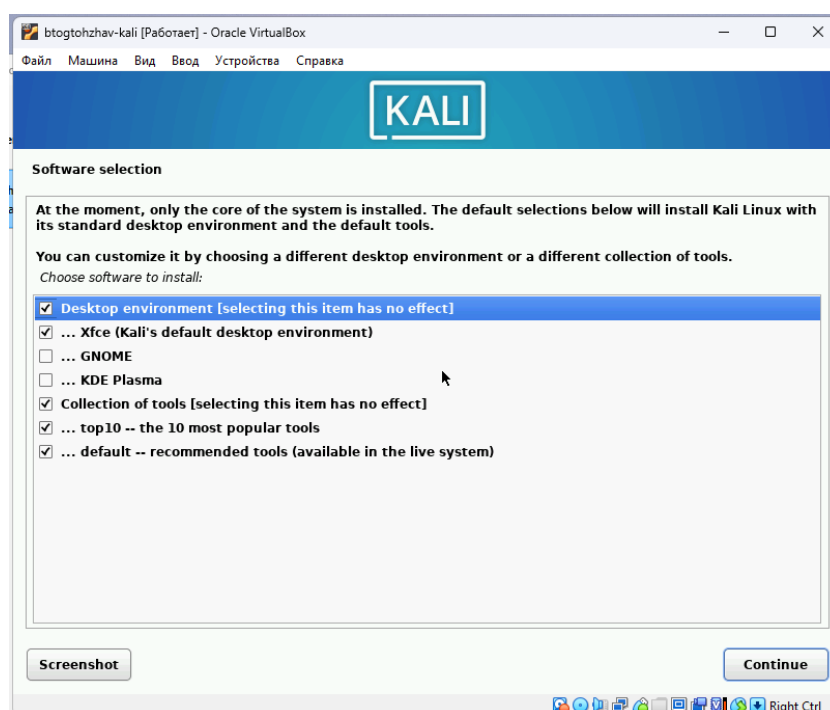 btogtohzhav-kali [Работает] - Oracle VirtualBox
Файл Машина Вид Ввод Устройства Справка
KALI
Software selection
At the moment, only the core of the system is installed. The default selections below will install Kali Linux with
its standard desktop environment and the default tools.
You can customize it by choosing a different desktop environment or a different collection of tools.
Choose software to install:
Desktop environment [selecting this item has no effect]
... Xfce (Kali's default desktop environment)
... GNOME
... KDE Plasma
Collection of tools [selecting this item has no effect]
... top10 -- the 10 most popular tools
... default -- recommended tools (available in the live system)
Screenshot
Continue
Right Ctrl